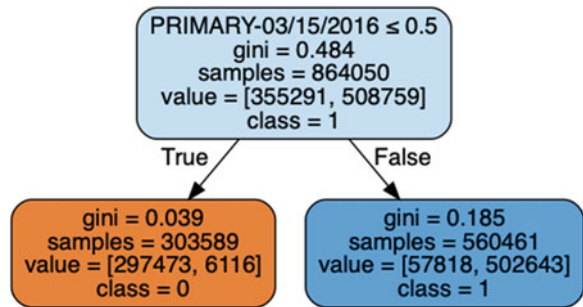 PRIMARY-03/15/2016 ≤ 0.5
gini = 0.484
samples = 864050
value = [355291, 508759]
class = 1
True
False
gini = 0.039
samples = 303589
value = [297473, 6116]
class = 0
gini = 0.185
samples = 560461
value = [57818, 502643]
class = 1